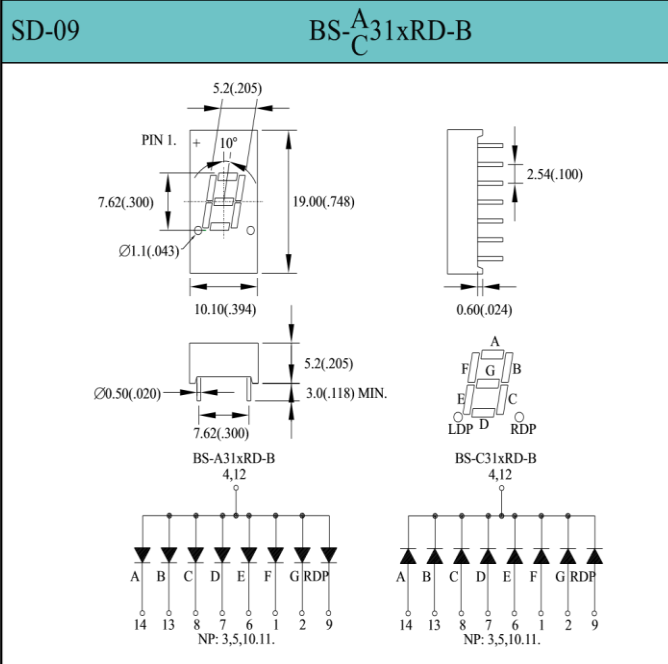 SD-09
BS-A/C31xRD-B
5.2(.205)
PIN 1.
+
10°
7.62(.300)
19.00(.748)
2.54(.100)
Ø1.1(.043)
10.10(.394)
0.60(.024)
5.2(.205)
Ø0.50(.020)
3.0(.118) MIN.
7.62(.300)
A
F G B
E C
LDP D RDP
BS-A31xRD-B
4,12
A B C D E F G RDP
14 13 8 7 6 1 2 9
NP: 3,5,10.11.
BS-C31xRD-B
4,12
A B C D E F G RDP
14 13 8 7 6 1 2 9
NP: 3,5,10.11.